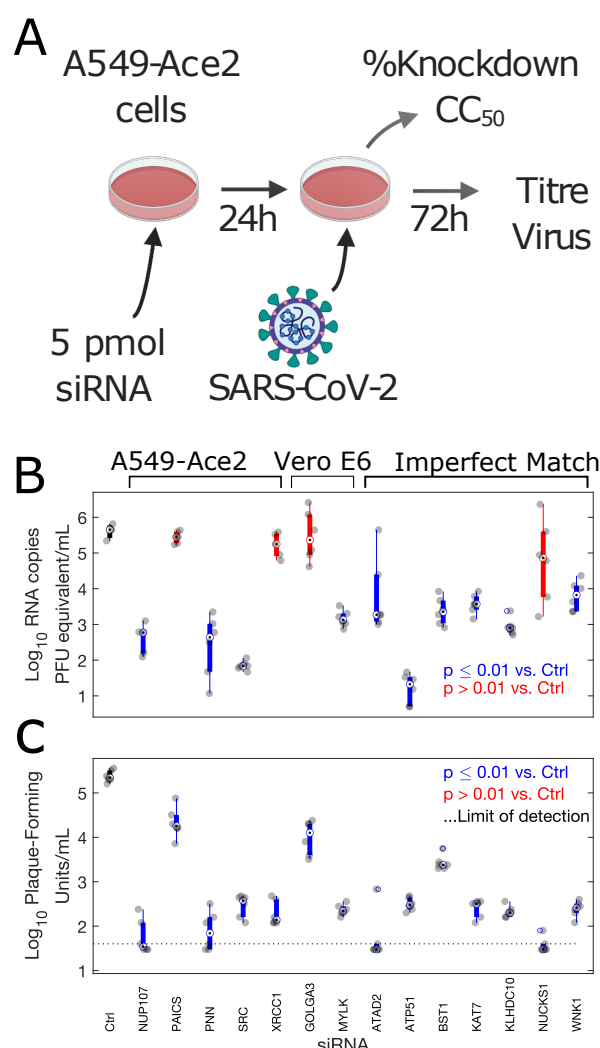 A
A549-Ace2
cells
%Knockdown
CC50
24h
72h
Titre
Virus
5 pmol
siRNA
SARS-CoV-2
B
A549-Ace2
Vero E6
Imperfect Match
Log10 RNA copies
PFU equivalent/mL
6
5
4
3
2
1
p ≤ 0.01 vs. Ctrl
p > 0.01 vs. Ctrl
C
Log10 Plaque-Forming
Units/mL
5
4
3
2
1
p ≤ 0.01 vs. Ctrl
p > 0.01 vs. Ctrl
...Limit of detection
Ctrl
NUP107
PAICS
PNN
SRC
XRCC1
GOLGA3
MYLK
ATAD2
ATP51
BST1
KAT7
KLHDC10
NUCKS1
WNK1
siRNA